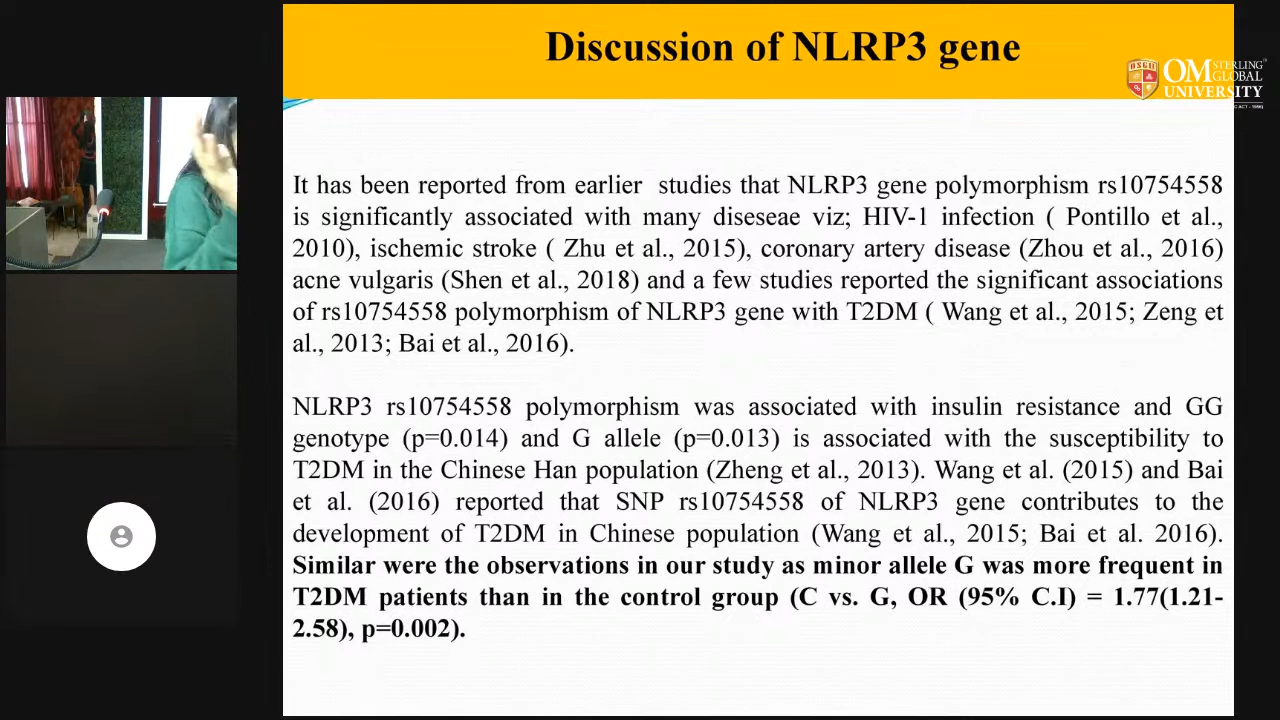 Discussion of NLRP3 gene
OSGU
OM STERLING GLOBAL
UNIVERSITY
It has been reported from earlier studies that NLRP3 gene polymorphism rs10754558
is significantly associated with many diseseae viz; HIV-1 infection ( Pontillo et al.,
2010), ischemic stroke ( Zhu et al., 2015), coronary artery disease (Zhou et al., 2016)
acne vulgaris (Shen et al., 2018) and a few studies reported the significant associations
of rs10754558 polymorphism of NLRP3 gene with T2DM ( Wang et al., 2015; Zeng et
al., 2013; Bai et al., 2016).
NLRP3 rs10754558 polymorphism was associated with insulin resistance and GG
genotype (p=0.014) and G allele (p=0.013) is associated with the susceptibility to
T2DM in the Chinese Han population (Zheng et al., 2013). Wang et al. (2015) and Bai
et al. (2016) reported that SNP rs10754558 of NLRP3 gene contributes to the
development of T2DM in Chinese population (Wang et al., 2015; Bai et al. 2016).
Similar were the observations in our study as minor allele G was more frequent in
T2DM patients than in the control group (C vs. G, OR (95% C.I) = 1.77(1.21-
2.58), p=0.002).